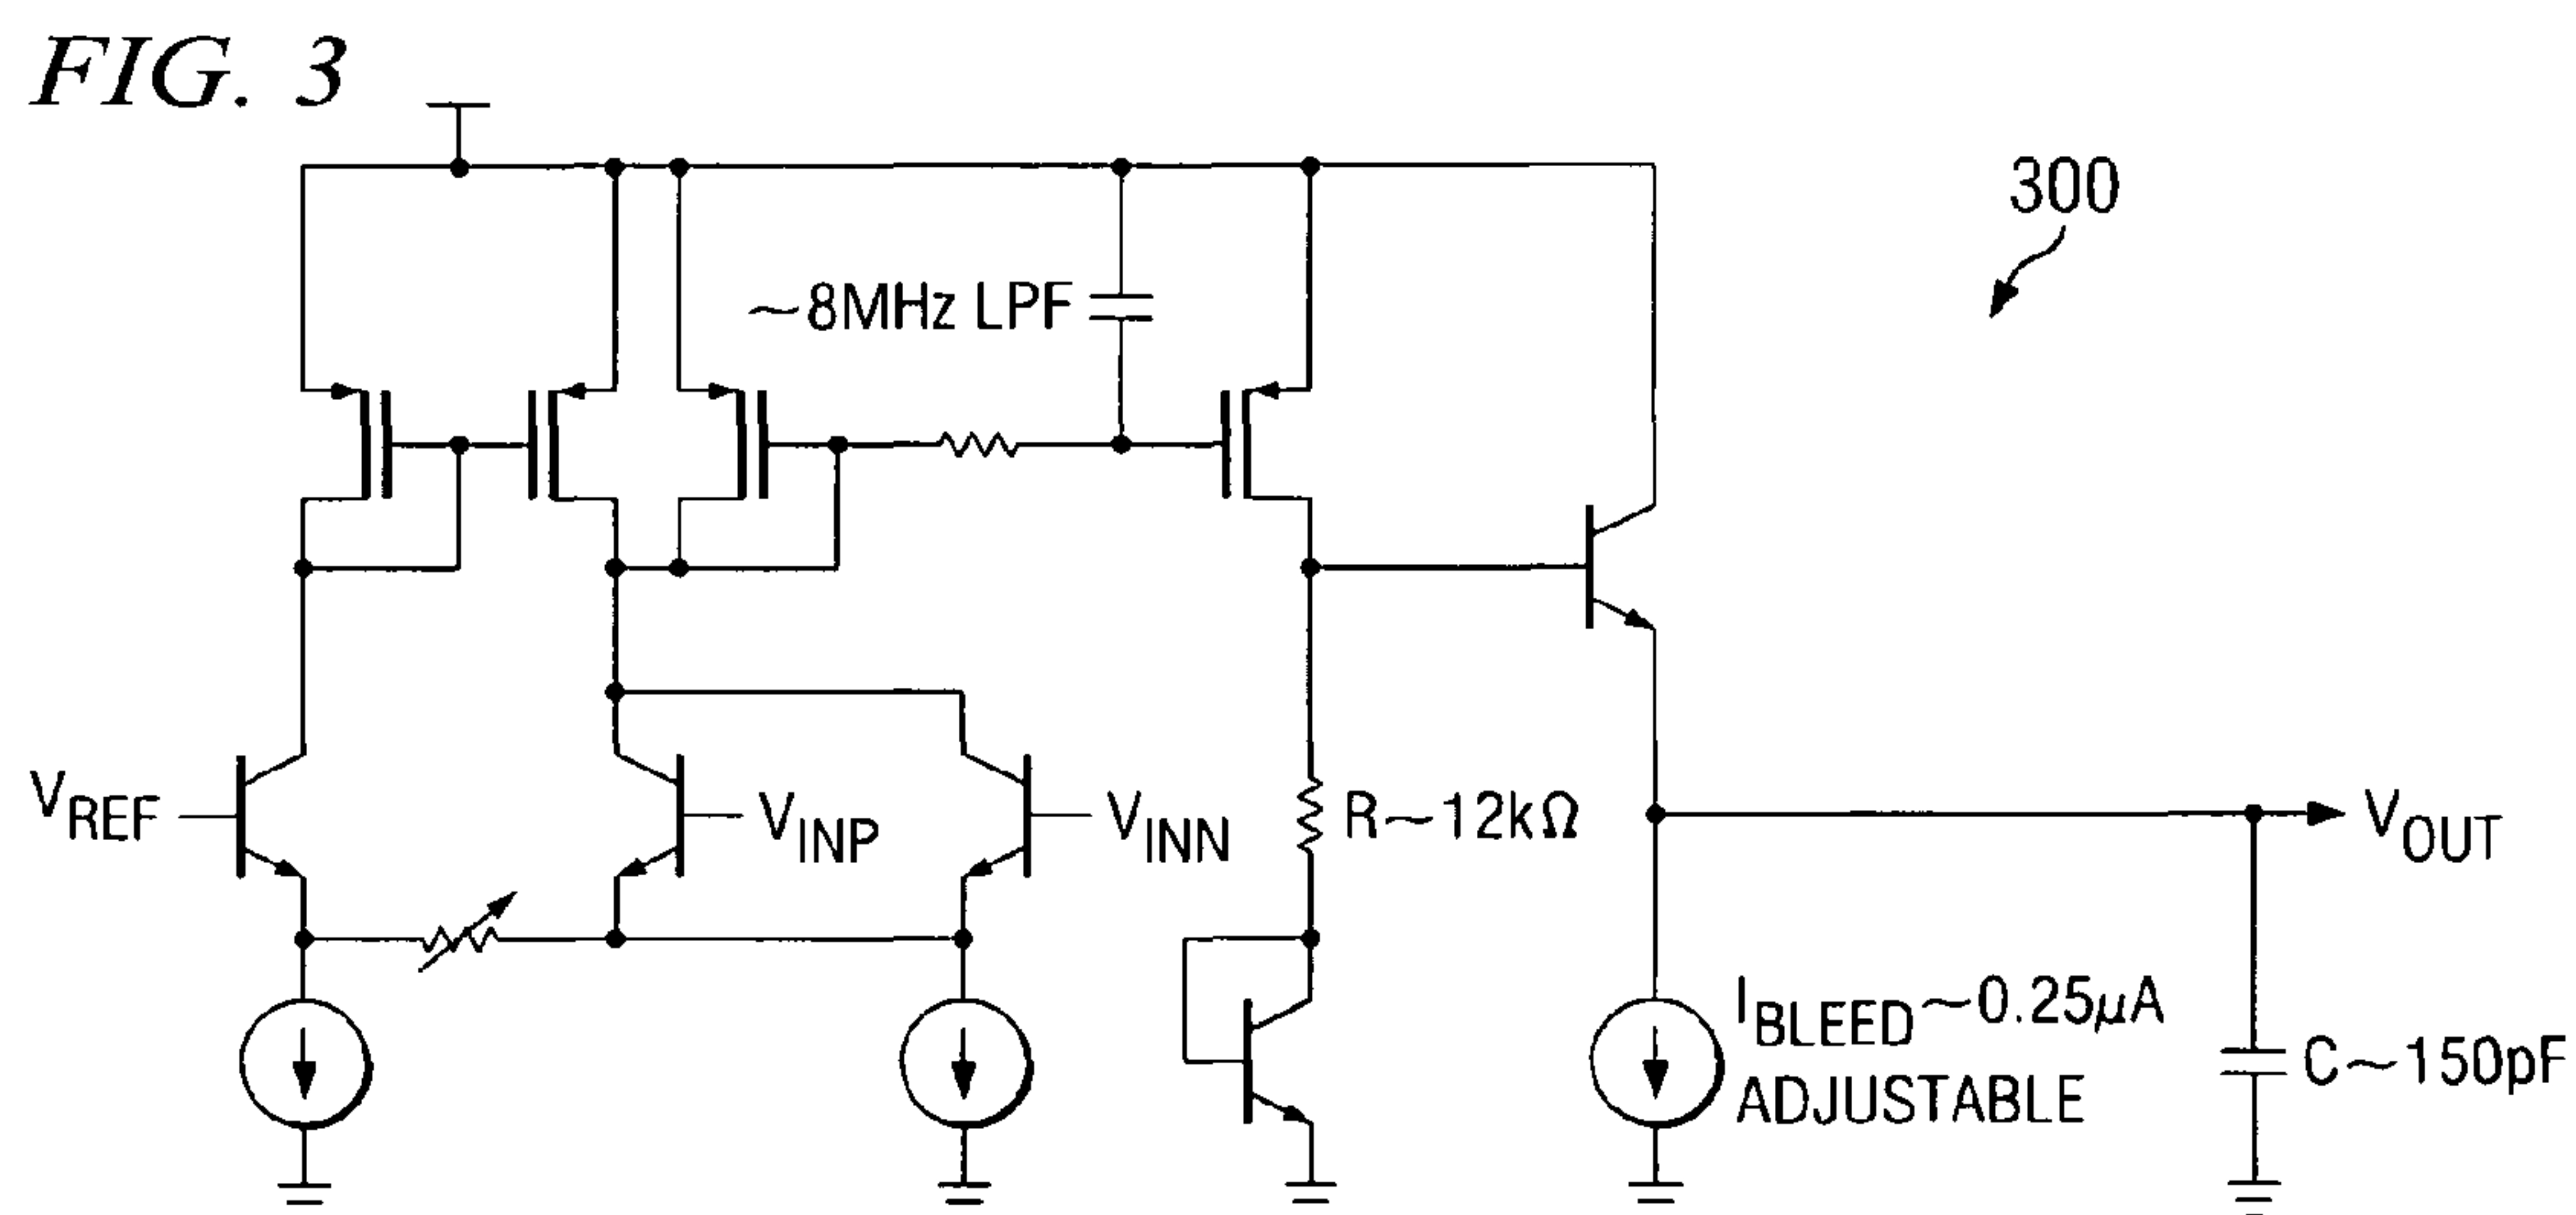 FIG. 3
300
~8MHz LPF
VREF
VINP
VINN
R~12kΩ
VOUT
IBLEED~0.25μA
ADJUSTABLE
C~150pF